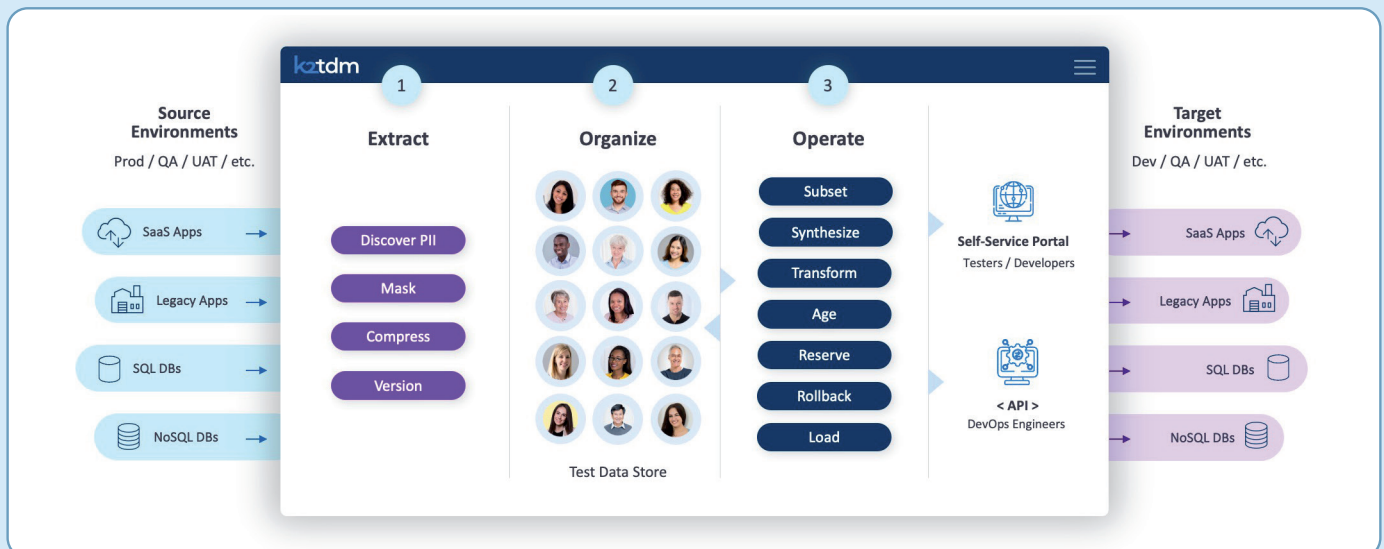 k2tdm
1
2
3
Source
Environments
Prod / QA / UAT / etc.
SaaS Apps
Legacy Apps
SQL DBs
NoSQL DBs
Extract
Discover PII
Mask
Compress
Version
Organize
Test Data Store
Operate
Subset
Synthesize
Transform
Age
Reserve
Rollback
Load
Self-Service Portal
Testers / Developers
< API >
DevOps Engineers
Target
Environments
Dev / QA / UAT / etc.
SaaS Apps
Legacy Apps
SQL DBs
NoSQL DBs